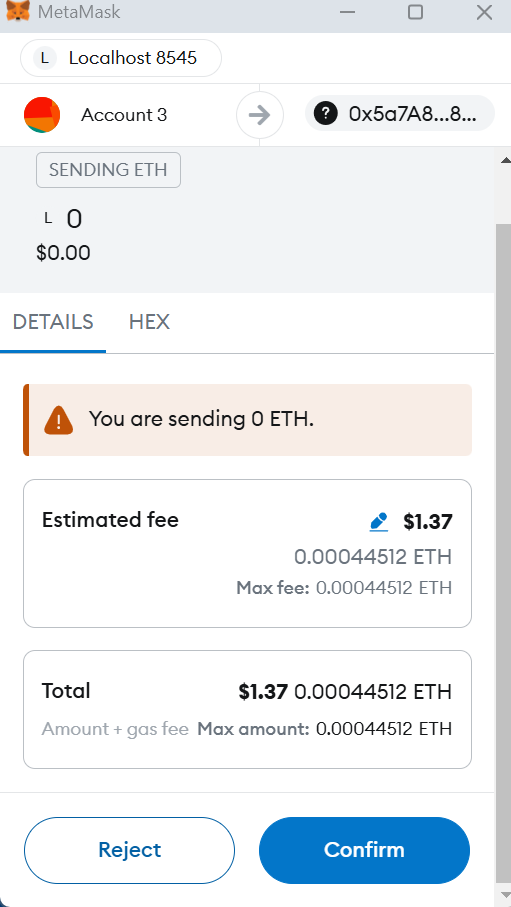 MetaMask
L Localhost 8545
Account 3
? 0x5a7A8...8...
SENDING ETH
L 0
$0.00
DETAILS HEX
You are sending 0 ETH.
Estimated fee $1.37
0.00044512 ETH
Max fee: 0.00044512 ETH
Total $1.37 0.00044512 ETH
Amount + gas fee Max amount: 0.00044512 ETH
Reject Confirm